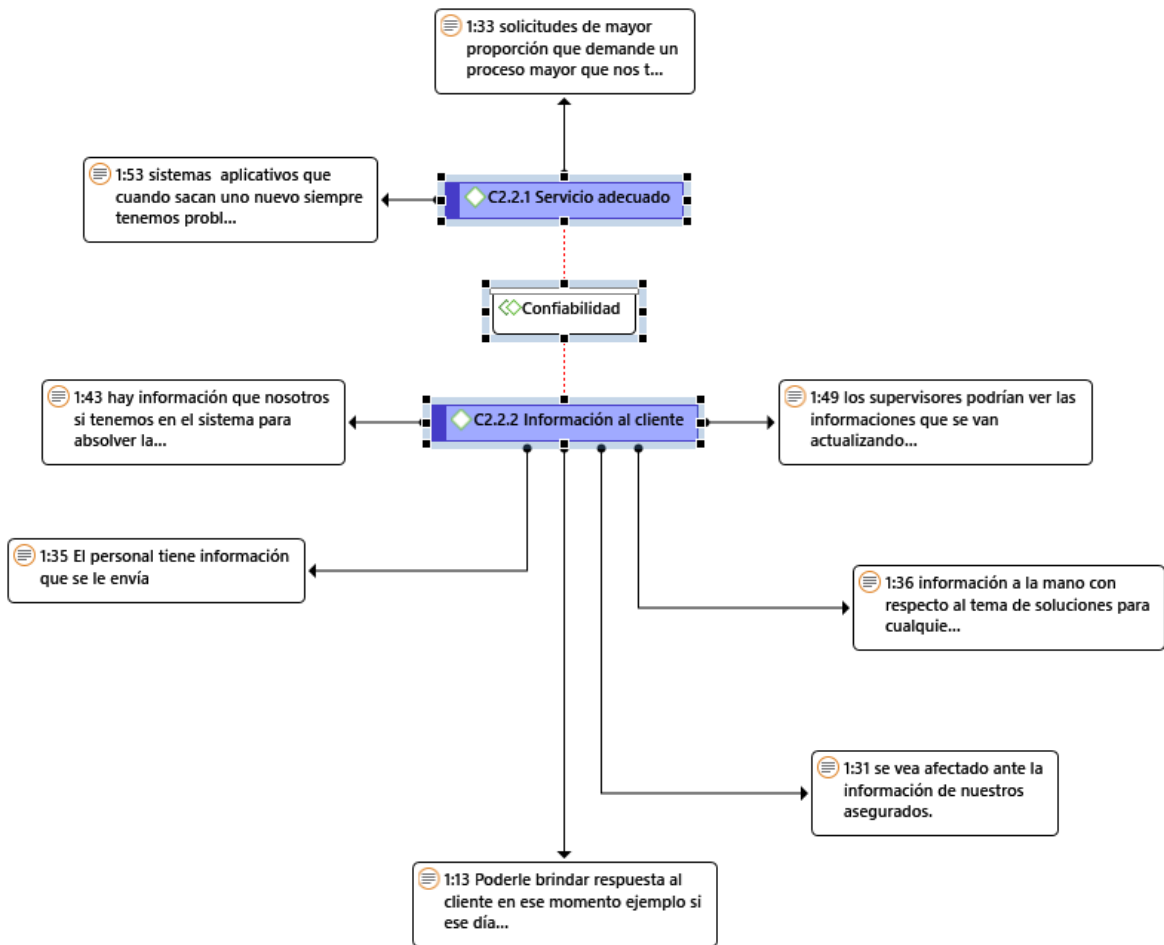 1:33 solicitudes de mayor
proporción que demande un
proceso mayor que nos t...
1:53 sistemas  aplicativos que
cuando sacan uno nuevo siempre
tenemos probl...
C2.2.1 Servicio adecuado
Confiabilidad
1:43 hay información que nosotros
si tenemos en el sistema para
absolver la...
C2.2.2 Información al cliente
1:49 los supervisores podrían ver las
informaciones que se van
actualizando...
1:35 El personal tiene información
que se le envía
1:36 información a la mano con
respecto al tema de soluciones para
cualquie...
1:31 se vea afectado ante la
información de nuestros
asegurados.
1:13 Poderle brindar respuesta al
cliente en ese momento ejemplo si
ese día...